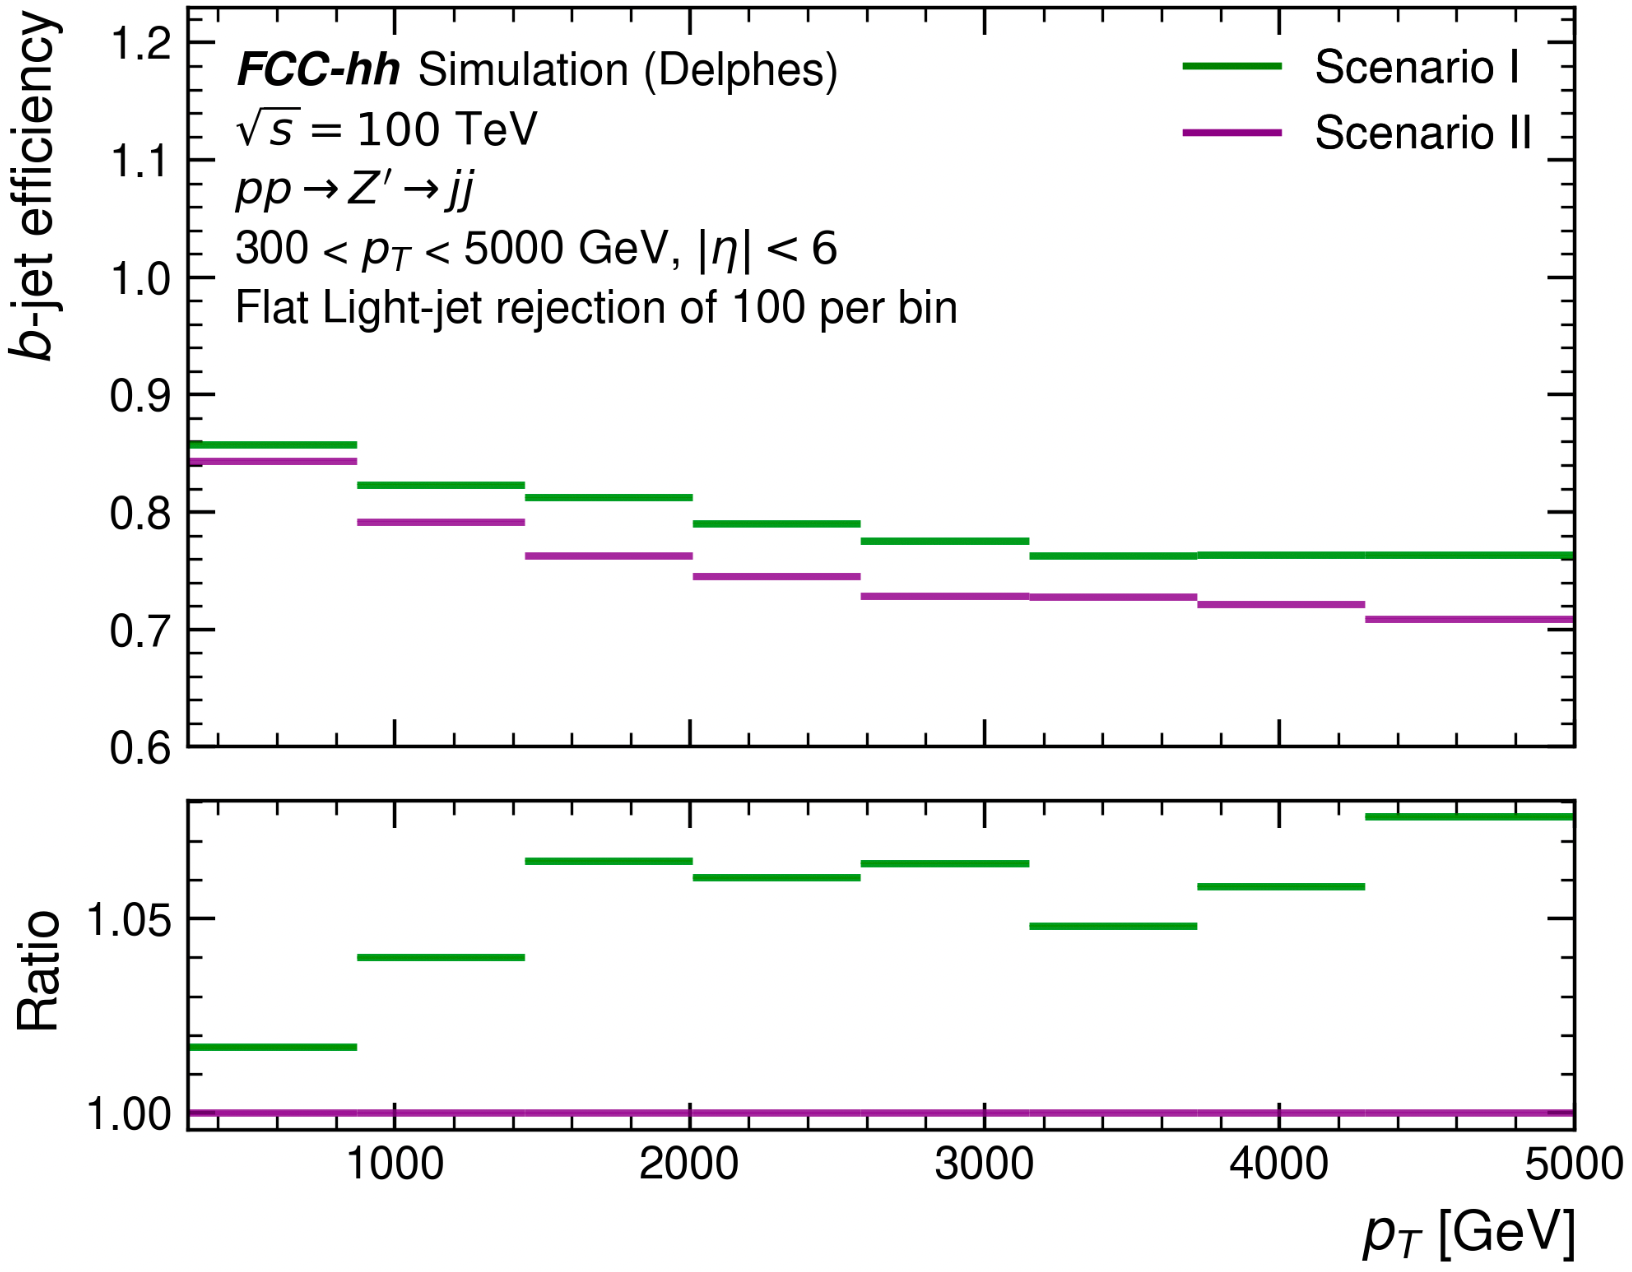 b-jet efficiency
1.2
1.1
1.0
0.9
0.8
0.7
0.6
FCC-hh Simulation (Delphes)
√s = 100 TeV
pp → Z′ → jj
300 < p_T < 5000 GeV, |η| < 6
Flat Light-jet rejection of 100 per bin
Scenario I
Scenario II
Ratio
1.05
1.00
1000 2000 3000 4000 5000
p_T [GeV]